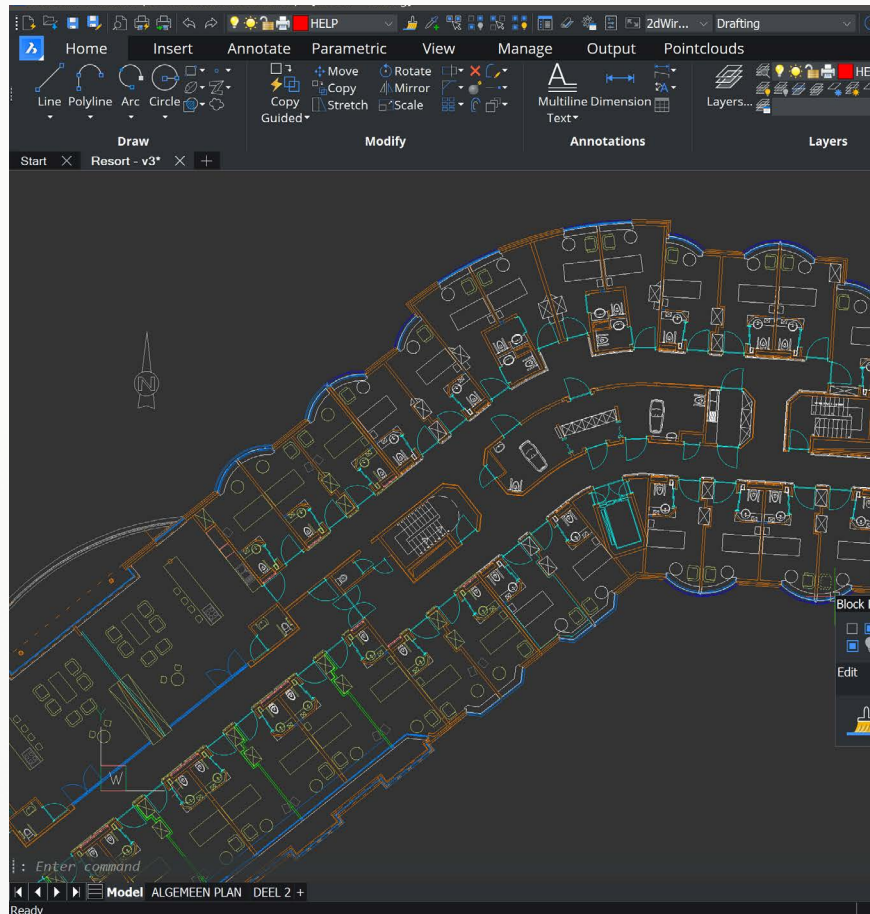 HELP 2dWir... Drafting
Home Insert Annotate Parametric View Manage Output Pointclouds
Line Polyline Arc Circle Copy Guided Move Copy Stretch Rotate Mirror Scale Multiline Text Dimension Layers... HE
Draw Modify Annotations Layers
Start Resort - v3*
N
Block
Edit
W
: Enter command
Model ALGEMEEN PLAN DEEL 2 +
Ready